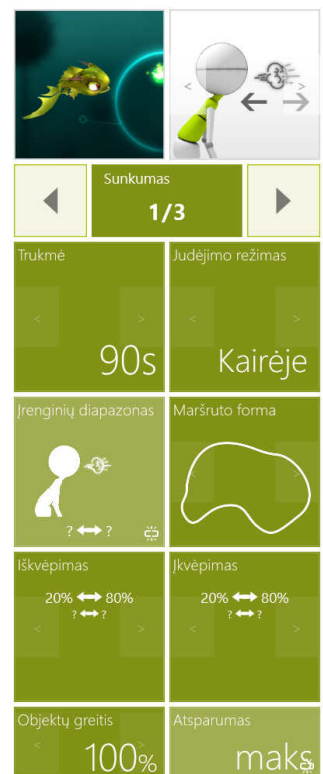 Sunkumas
1/3
Trukmė
90s
Judėjimo režimas
Kairėje
Įrenginių diapazonas
? ?
Maršruto forma
Iškvėpimas
20% 80%
? ?
Įkvėpimas
20% 80%
? ?
Objektų greitis
100%
Atsparumas
maks